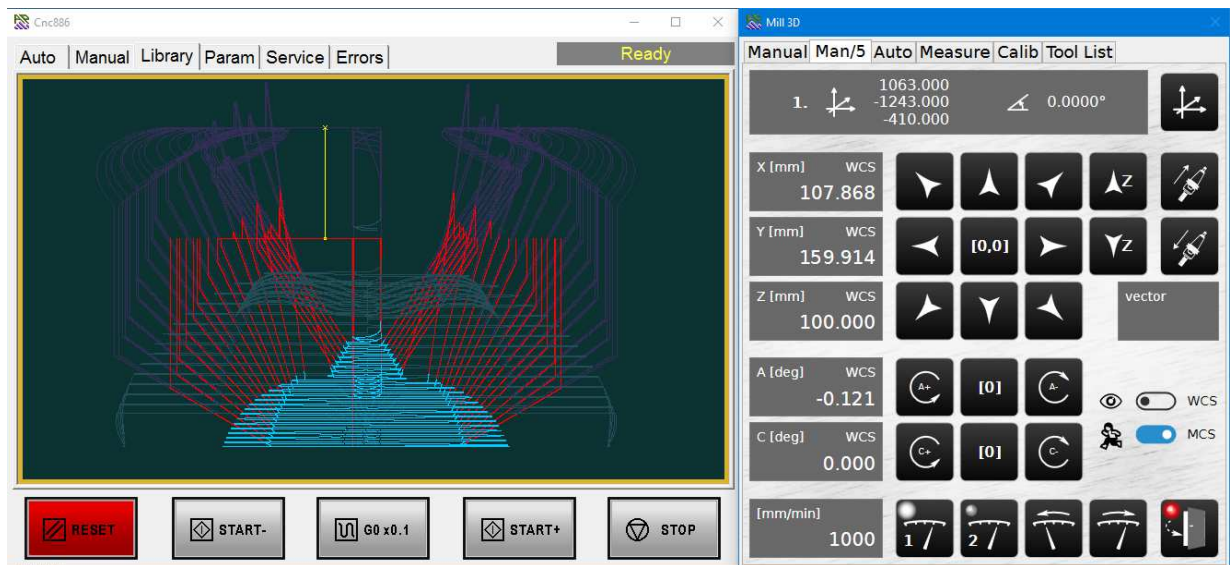 Cnc886
Auto Manual Library Param Service Errors Ready
RESET START- G0 x0.1 START+ STOP
Mill 3D
Manual Man/5 Auto Measure Calib Tool List
1. 1063.000
-1243.000 0.0000°
-410.000
X [mm] WCS
107.868
Z
Y [mm] WCS
159.914
[0,0] Z
Z [mm] WCS
100.000
vector
A [deg] WCS
-0.121
A+ [0] A-
WCS
C [deg] WCS
0.000
C+ [0] C-
MCS
[mm/min]
1000
1 2